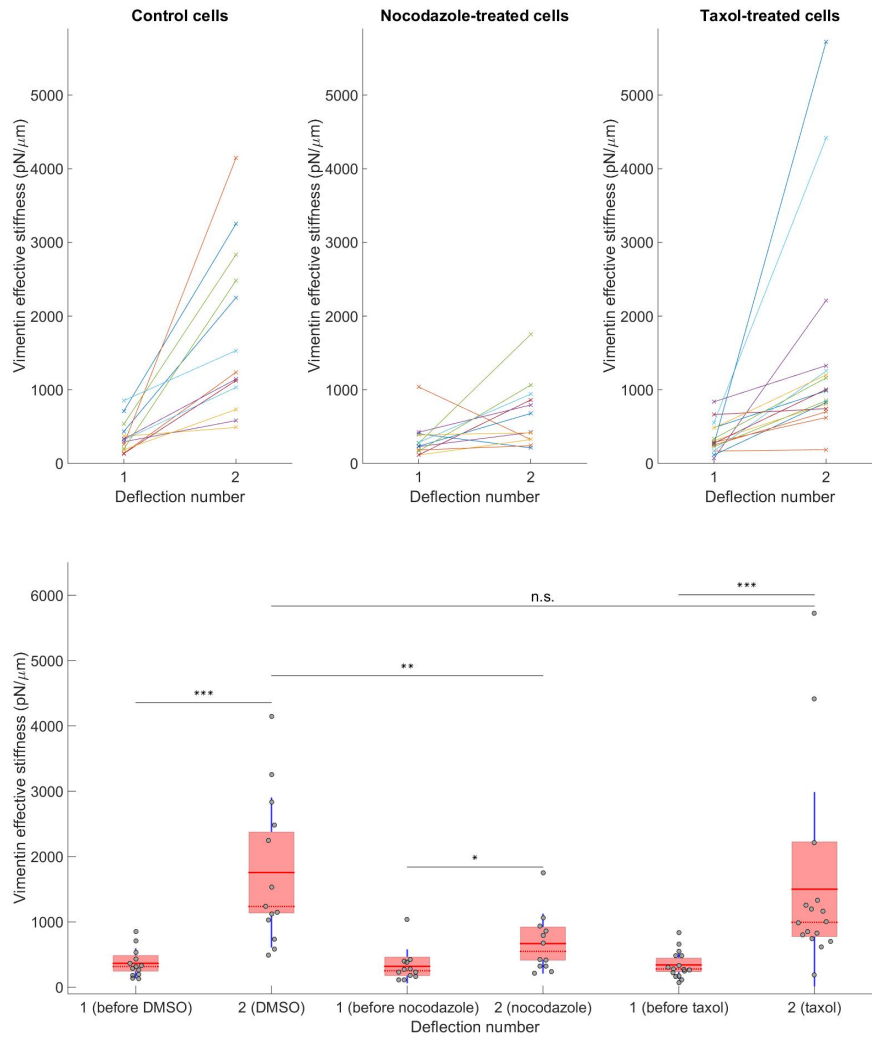 Control cells
Nocodazole-treated cells
Taxol-treated cells
Vimentin effective stiffness (pN/μm)
5000
4000
3000
2000
1000
0
1
2
Deflection number
Vimentin effective stiffness (pN/μm)
5000
4000
3000
2000
1000
0
1
2
Deflection number
Vimentin effective stiffness (pN/μm)
5000
4000
3000
2000
1000
0
1
2
Deflection number
Vimentin effective stiffness (pN/μm)
6000
5000
4000
3000
2000
1000
0
***
n.s.
***
**
*
1 (before DMSO)
2 (DMSO)
1 (before nocodazole)
2 (nocodazole)
1 (before taxol)
2 (taxol)
Deflection number